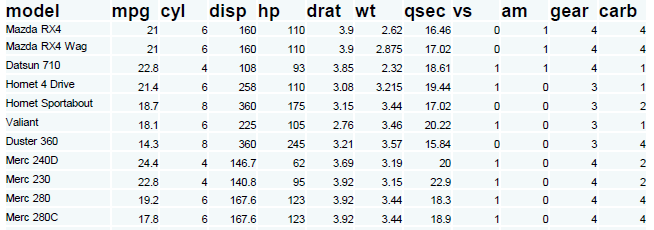 model mpg cyl disp hp drat wt qsec vs am gear carb
Mazda RX4 21 6 160 110 3.9 2.62 16.46 0 1 4 4
Mazda RX4 Wag 21 6 160 110 3.9 2.875 17.02 0 1 4 4
Datsun 710 22.8 4 108 93 3.85 2.32 18.61 1 1 4 1
Hornet 4 Drive 21.4 6 258 110 3.08 3.215 19.44 1 0 3 1
Hornet Sportabout 18.7 8 360 175 3.15 3.44 17.02 0 0 3 2
Valiant 18.1 6 225 105 2.76 3.46 20.22 1 0 3 1
Duster 360 14.3 8 360 245 3.21 3.57 15.84 0 0 3 4
Merc 240D 24.4 4 146.7 62 3.69 3.19 20 1 0 4 2
Merc 230 22.8 4 140.8 95 3.92 3.15 22.9 1 0 4 2
Merc 280 19.2 6 167.6 123 3.92 3.44 18.3 1 0 4 4
Merc 280C 17.8 6 167.6 123 3.92 3.44 18.9 1 0 4 4